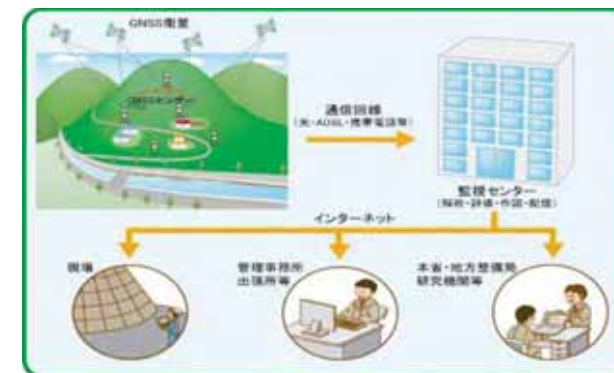 GNSS衛星
GNSSセンサー
通信回線
(光・ADSL・携帯電話等)
監視センター
(解析・評価・作図・配信)
インターネット
現場
管理事務所
出張所等
本省・地方整備局
研究機関等